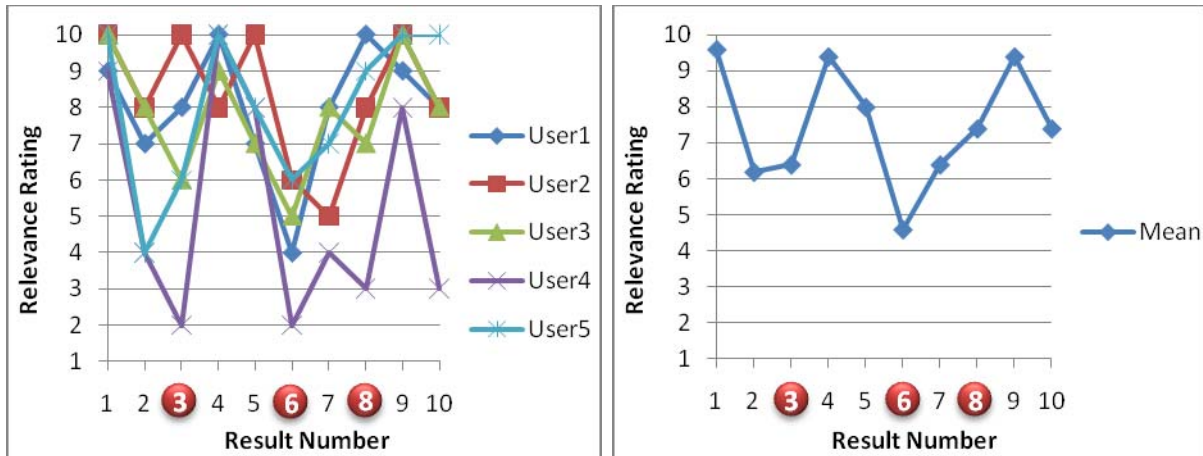 10
9
8
7
6
5
4
3
2
1
Relevance Rating
1 2 3 4 5 6 7 8 9 10
Result Number
User1
User2
User3
User4
User5
10
9
8
7
6
5
4
3
2
1
Relevance Rating
1 2 3 4 5 6 7 8 9 10
Result Number
Mean